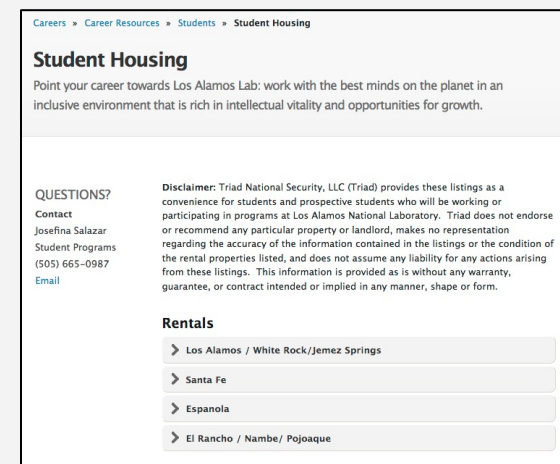 Careers » Career Resources » Students » Student Housing
Student Housing
Point your career towards Los Alamos Lab: work with the best minds on the planet in an
inclusive environment that is rich in intellectual vitality and opportunities for growth.
QUESTIONS?
Contact
Josefina Salazar
Student Programs
(505) 665-0987
Email
Disclaimer: Triad National Security, LLC (Triad) provides these listings as a
convenience for students and prospective students who will be working or
participating in programs at Los Alamos National Laboratory. Triad does not endorse
or recommend any particular property or landlord, makes no representation
regarding the accuracy of the information contained in the listings or the condition of
the rental properties listed, and does not assume any liability for any actions arising
from these listings. This information is provided as is without any warranty,
guarantee, or contract intended or implied in any manner, shape or form.
Rentals
Los Alamos / White Rock/Jemez Springs
Santa Fe
Espanola
El Rancho / Nambe/ Pojoaque